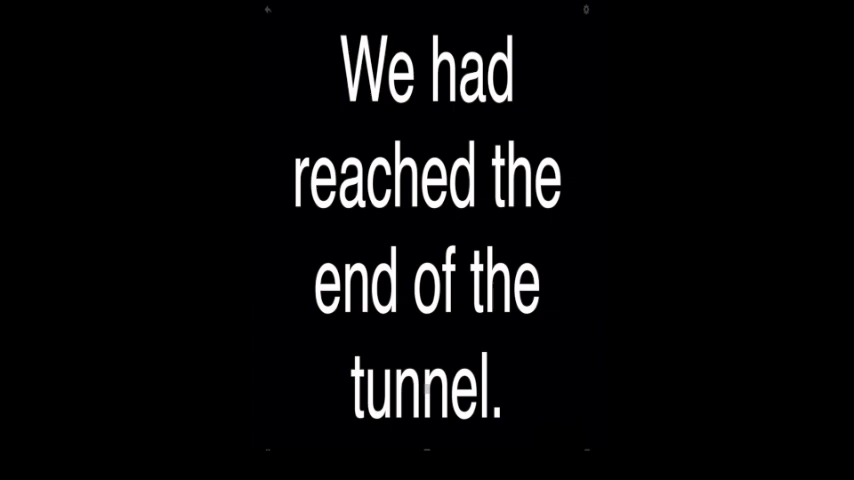 We had
reached the
end of the
tunnel.